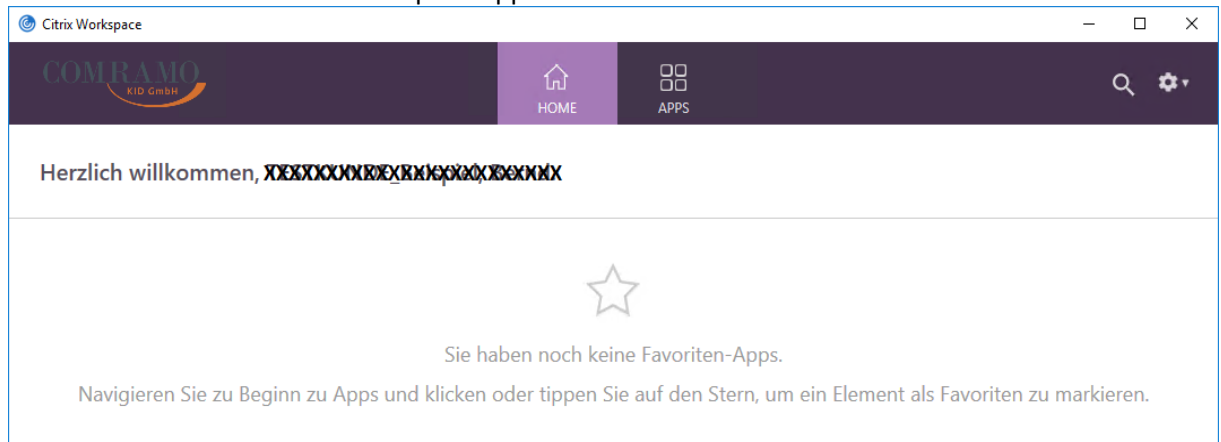 Citrix Workspace
COMRAMO
KID GmbH
HOME
APPS
Herzlich willkommen,
Sie haben noch keine Favoriten-Apps.
Navigieren Sie zu Beginn zu Apps und klicken oder tippen Sie auf den Stern, um ein Element als Favoriten zu markieren.